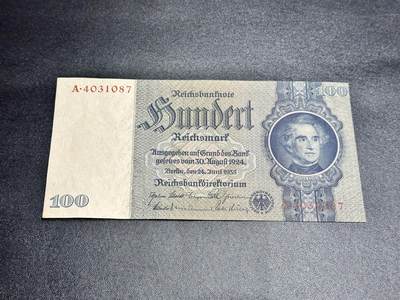 A·4031087
Reichsbanknote
100
Hundert
Reichsmark
Ausgegeben auf Grund des Bank
gesetzes vom 30. August 1924.
Berlin, den 24. Juni 1935
Reichsbankdirektorium
100